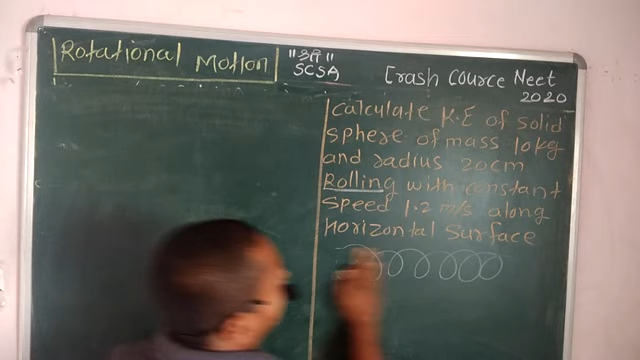 Rotational Motion
"श्री"
SCSA
Crash Cource Neet
2020
Calculate K.E of solid
sphere of mass 10kg
and radius 20cm
Rolling with constant
speed 1.2 m/s along
Horizontal Surface